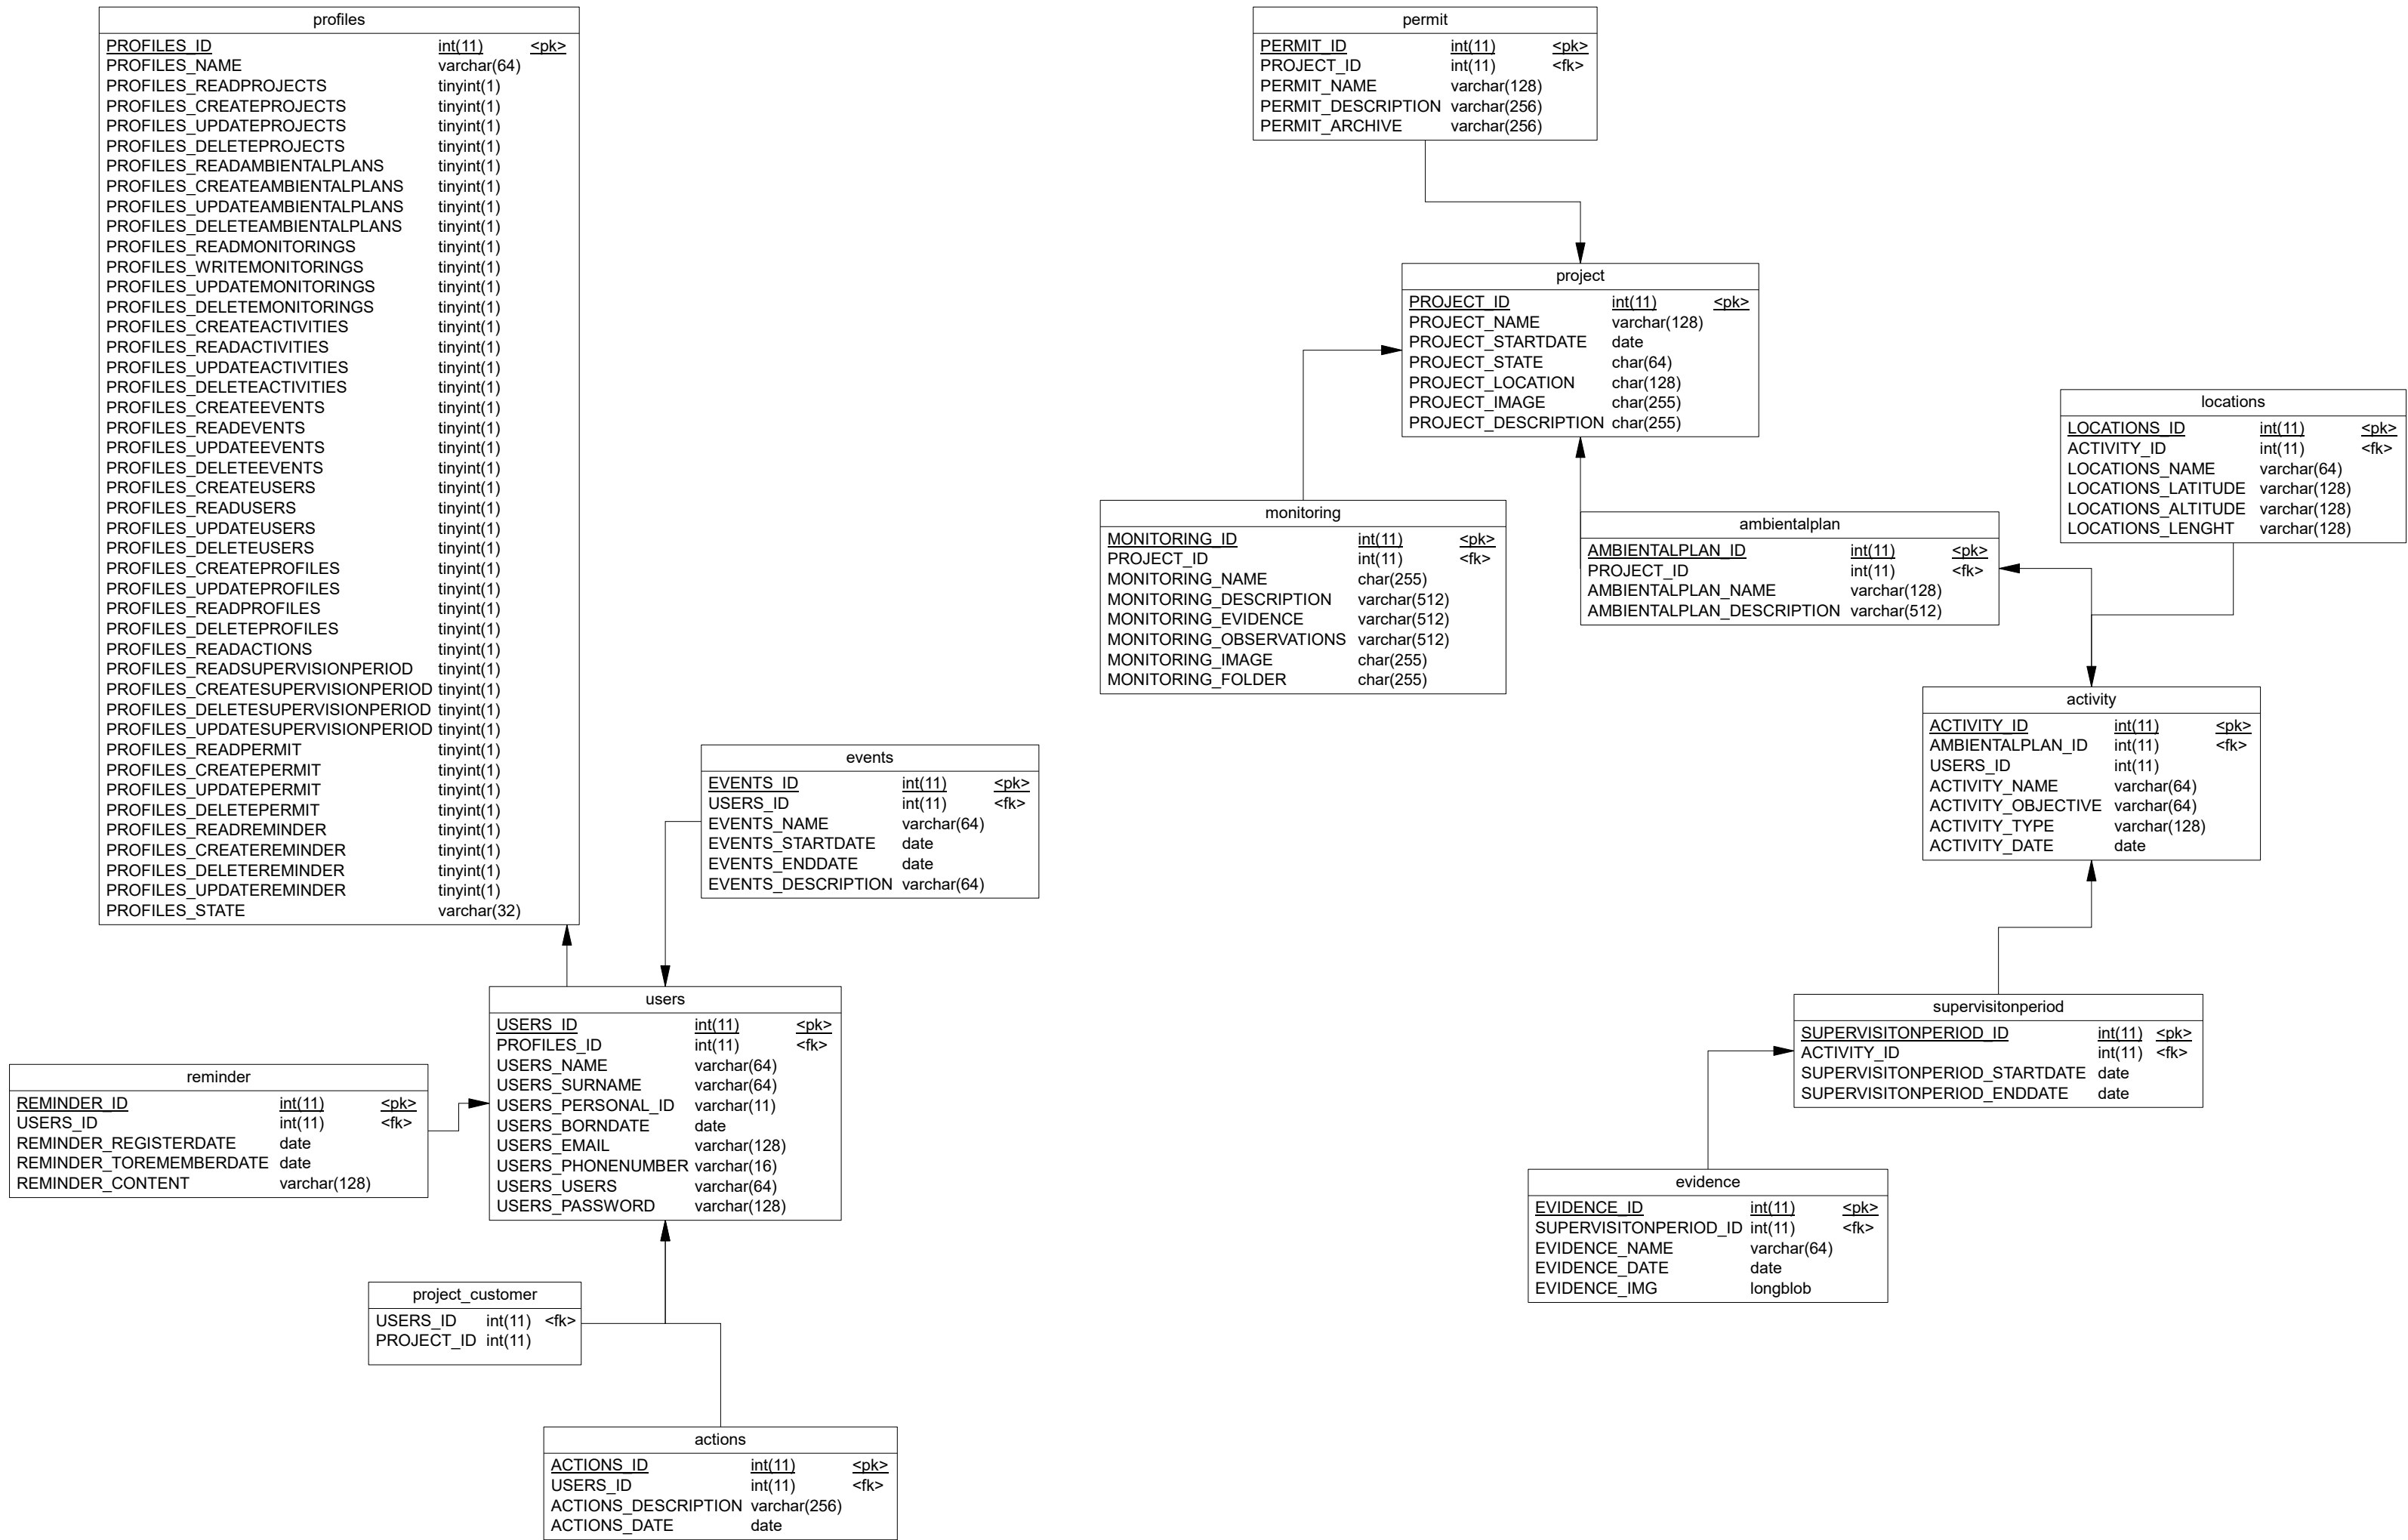 profiles
PROFILES_ID int(11) <pk>
PROFILES_NAME varchar(64)
PROFILES_READPROJECTS tinyint(1)
PROFILES_CREATEPROJECTS tinyint(1)
PROFILES_UPDATEPROJECTS tinyint(1)
PROFILES_DELETEPROJECTS tinyint(1)
PROFILES_READAMBIENTALPLANS tinyint(1)
PROFILES_CREATEAMBIENTALPLANS tinyint(1)
PROFILES_UPDATEAMBIENTALPLANS tinyint(1)
PROFILES_DELETEAMBIENTALPLANS tinyint(1)
PROFILES_READMONITORINGS tinyint(1)
PROFILES_WRITEMONITORINGS tinyint(1)
PROFILES_UPDATEMONITORINGS tinyint(1)
PROFILES_DELETEMONITORINGS tinyint(1)
PROFILES_CREATEACTIVITIES tinyint(1)
PROFILES_READACTIVITIES tinyint(1)
PROFILES_UPDATEACTIVITIES tinyint(1)
PROFILES_DELETEACTIVITIES tinyint(1)
PROFILES_CREATEEVENTS tinyint(1)
PROFILES_READEVENTS tinyint(1)
PROFILES_UPDATEEVENTS tinyint(1)
PROFILES_DELETEEVENTS tinyint(1)
PROFILES_CREATEUSERS tinyint(1)
PROFILES_READUSERS tinyint(1)
PROFILES_UPDATEUSERS tinyint(1)
PROFILES_DELETEUSERS tinyint(1)
PROFILES_CREATEPROFILES tinyint(1)
PROFILES_UPDATEPROFILES tinyint(1)
PROFILES_READPROFILES tinyint(1)
PROFILES_DELETEPROFILES tinyint(1)
PROFILES_READACTIONS tinyint(1)
PROFILES_READSUPERVISIONPERIOD tinyint(1)
PROFILES_CREATESUPERVISIONPERIOD tinyint(1)
PROFILES_DELETESUPERVISIONPERIOD tinyint(1)
PROFILES_UPDATESUPERVISIONPERIOD tinyint(1)
PROFILES_READPERMIT tinyint(1)
PROFILES_CREATEPERMIT tinyint(1)
PROFILES_UPDATEPERMIT tinyint(1)
PROFILES_DELETEPERMIT tinyint(1)
PROFILES_READREMINDER tinyint(1)
PROFILES_CREATEREMINDER tinyint(1)
PROFILES_DELETEREMINDER tinyint(1)
PROFILES_UPDATEREMINDER tinyint(1)
PROFILES_STATE varchar(32)
permit
PERMIT_ID int(11) <pk>
PROJECT_ID int(11) <fk>
PERMIT_NAME varchar(128)
PERMIT_DESCRIPTION varchar(256)
PERMIT_ARCHIVE varchar(256)
project
PROJECT_ID int(11) <pk>
PROJECT_NAME varchar(128)
PROJECT_STARTDATE date
PROJECT_STATE char(64)
PROJECT_LOCATION char(128)
PROJECT_IMAGE char(255)
PROJECT_DESCRIPTION char(255)
locations
LOCATIONS_ID int(11) <pk>
ACTIVITY_ID int(11) <fk>
LOCATIONS_NAME varchar(64)
LOCATIONS_LATITUDE varchar(128)
LOCATIONS_ALTITUDE varchar(128)
LOCATIONS_LENGHT varchar(128)
monitoring
MONITORING_ID int(11) <pk>
PROJECT_ID int(11) <fk>
MONITORING_NAME char(255)
MONITORING_DESCRIPTION varchar(512)
MONITORING_EVIDENCE varchar(512)
MONITORING_OBSERVATIONS varchar(512)
MONITORING_IMAGE char(255)
MONITORING_FOLDER char(255)
ambientalplan
AMBIENTALPLAN_ID int(11) <pk>
PROJECT_ID int(11) <fk>
AMBIENTALPLAN_NAME varchar(128)
AMBIENTALPLAN_DESCRIPTION varchar(512)
activity
ACTIVITY_ID int(11) <pk>
AMBIENTALPLAN_ID int(11) <fk>
USERS_ID int(11)
ACTIVITY_NAME varchar(64)
ACTIVITY_OBJECTIVE varchar(64)
ACTIVITY_TYPE varchar(128)
ACTIVITY_DATE date
events
EVENTS_ID int(11) <pk>
USERS_ID int(11) <fk>
EVENTS_NAME varchar(64)
EVENTS_STARTDATE date
EVENTS_ENDDATE date
EVENTS_DESCRIPTION varchar(64)
users
USERS_ID int(11) <pk>
PROFILES_ID int(11) <fk>
USERS_NAME varchar(64)
USERS_SURNAME varchar(64)
USERS_PERSONAL_ID varchar(11)
USERS_BORNDATE date
USERS_EMAIL varchar(128)
USERS_PHONENUMBER varchar(16)
USERS_USERS varchar(64)
USERS_PASSWORD varchar(128)
supervisitonperiod
SUPERVISITONPERIOD_ID int(11) <pk>
ACTIVITY_ID int(11) <fk>
SUPERVISITONPERIOD_STARTDATE date
SUPERVISITONPERIOD_ENDDATE date
reminder
REMINDER_ID int(11) <pk>
USERS_ID int(11) <fk>
REMINDER_REGISTERDATE date
REMINDER_TOREMEMBERDATE date
REMINDER_CONTENT varchar(128)
evidence
EVIDENCE_ID int(11) <pk>
SUPERVISITONPERIOD_ID int(11) <fk>
EVIDENCE_NAME varchar(64)
EVIDENCE_DATE date
EVIDENCE_IMG longblob
project_customer
USERS_ID int(11) <fk>
PROJECT_ID int(11)
actions
ACTIONS_ID int(11) <pk>
USERS_ID int(11) <fk>
ACTIONS_DESCRIPTION varchar(256)
ACTIONS_DATE date